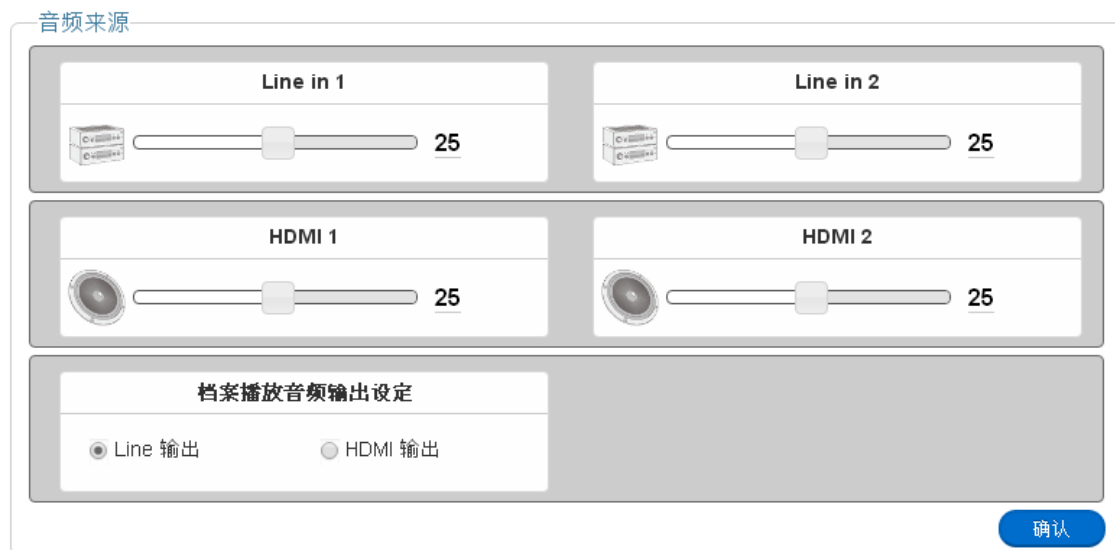 音频来源
Line in 1
Line in 2
25
25
HDMI 1
HDMI 2
25
25
档案播放音频输出设定
Line 输出
HDMI 输出
确认